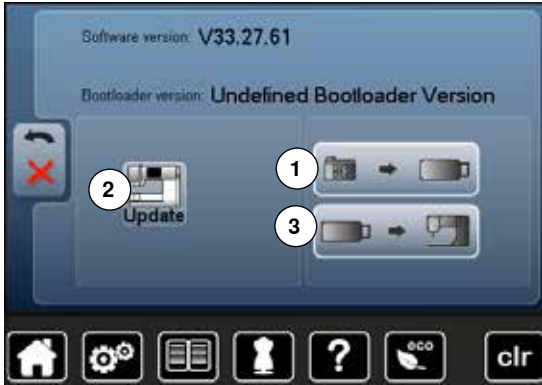 Software version: V33.27.61
Bootloader version: Undefined Bootloader Version
1
2
Update
3
? eco clr